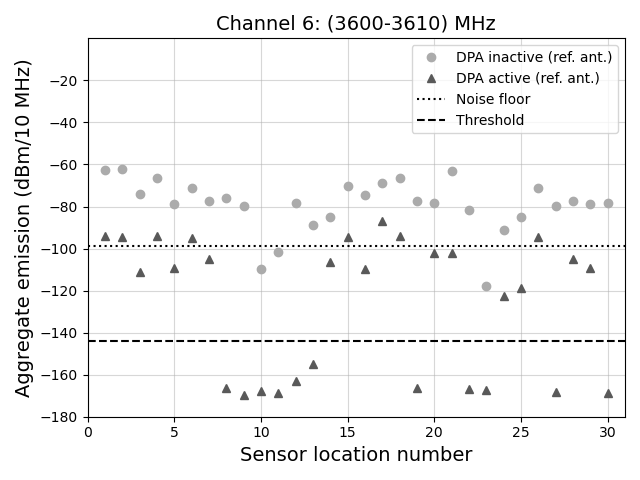 Channel 6: (3600-3610) MHz
DPA inactive (ref. ant.)
DPA active (ref. ant.)
Noise floor
Threshold
Aggregate emission (dBm/10 MHz)
−20
−40
−60
−80
−100
−120
−140
−160
−180
0 5 10 15 20 25 30
Sensor location number